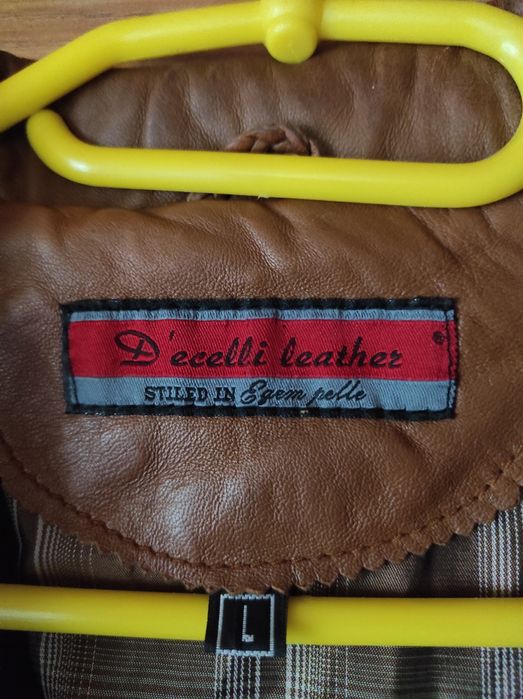 D'ecelli leather
STILED IN Egem pelle
L